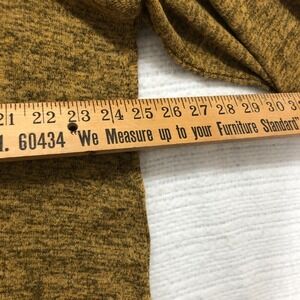 21 22 23 24 25 26 27 28 29 30 3
ll. 60434 "We Measure up to your Furniture Standard"